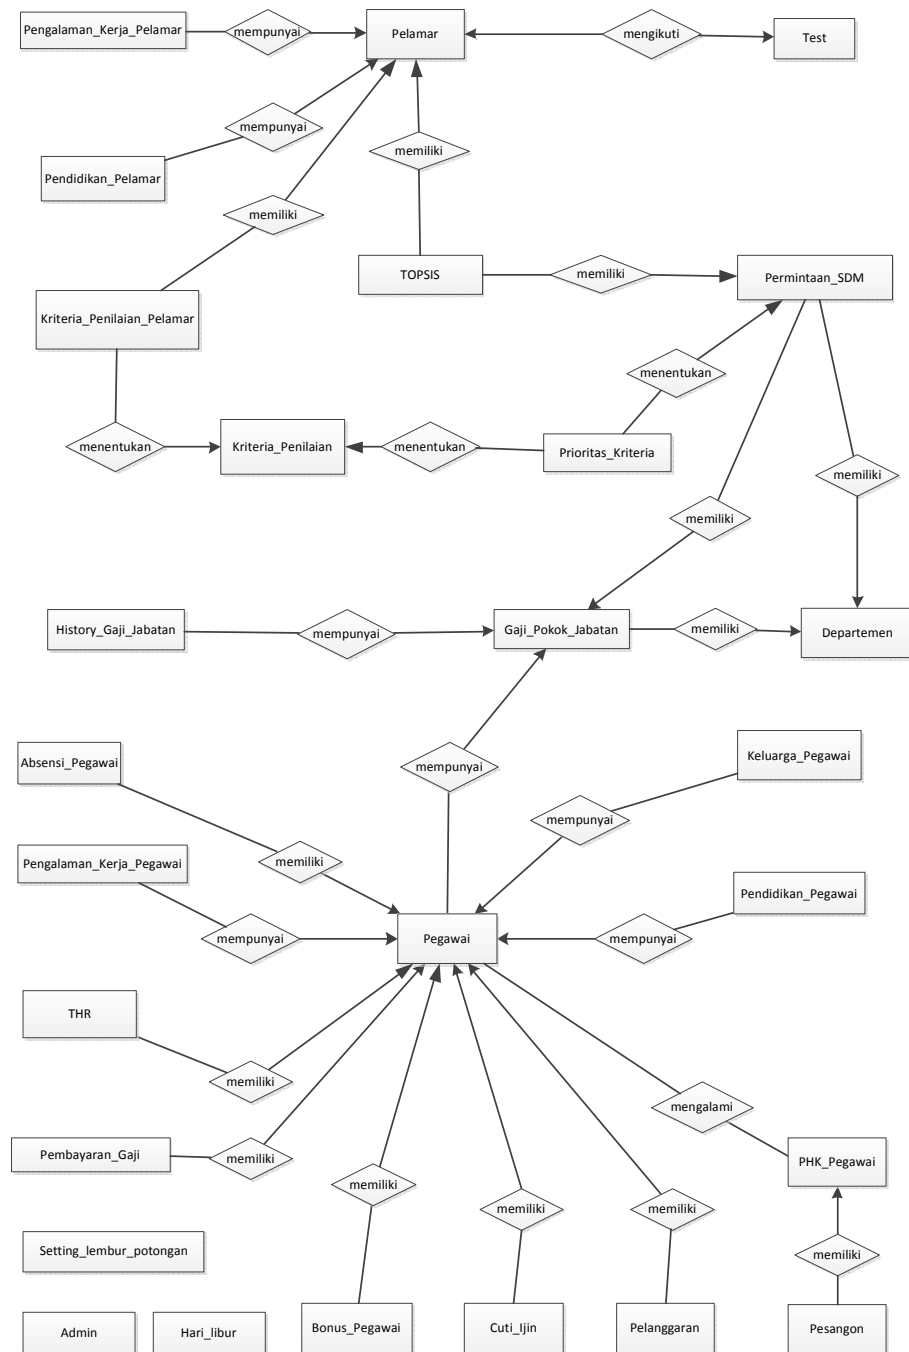 Pengalaman_Kerja_Pelamar
mempunyai
Pelamar
mengikuti
Test
mempunyai
Pendidikan_Pelamar
memiliki
memiliki
TOPSIS
memiliki
Permintaan_SDM
Kriteria_Penilaian_Pelamar
menentukan
menentukan
Kriteria_Penilaian
menentukan
Prioritas_Kriteria
memiliki
memiliki
History_Gaji_Jabatan
mempunyai
Gaji_Pokok_Jabatan
memiliki
Departemen
Absensi_Pegawai
mempunyai
Keluarga_Pegawai
mempunyai
memiliki
Pengalaman_Kerja_Pegawai
Pendidikan_Pegawai
mempunyai
Pegawai
mempunyai
THR
memiliki
mengalami
Pembayaran_Gaji
memiliki
PHK_Pegawai
memiliki
memiliki
memiliki
Setting_lembur_potongan
memiliki
Admin
Hari_libur
Bonus_Pegawai
Cuti_Ijin
Pelanggaran
Pesangon